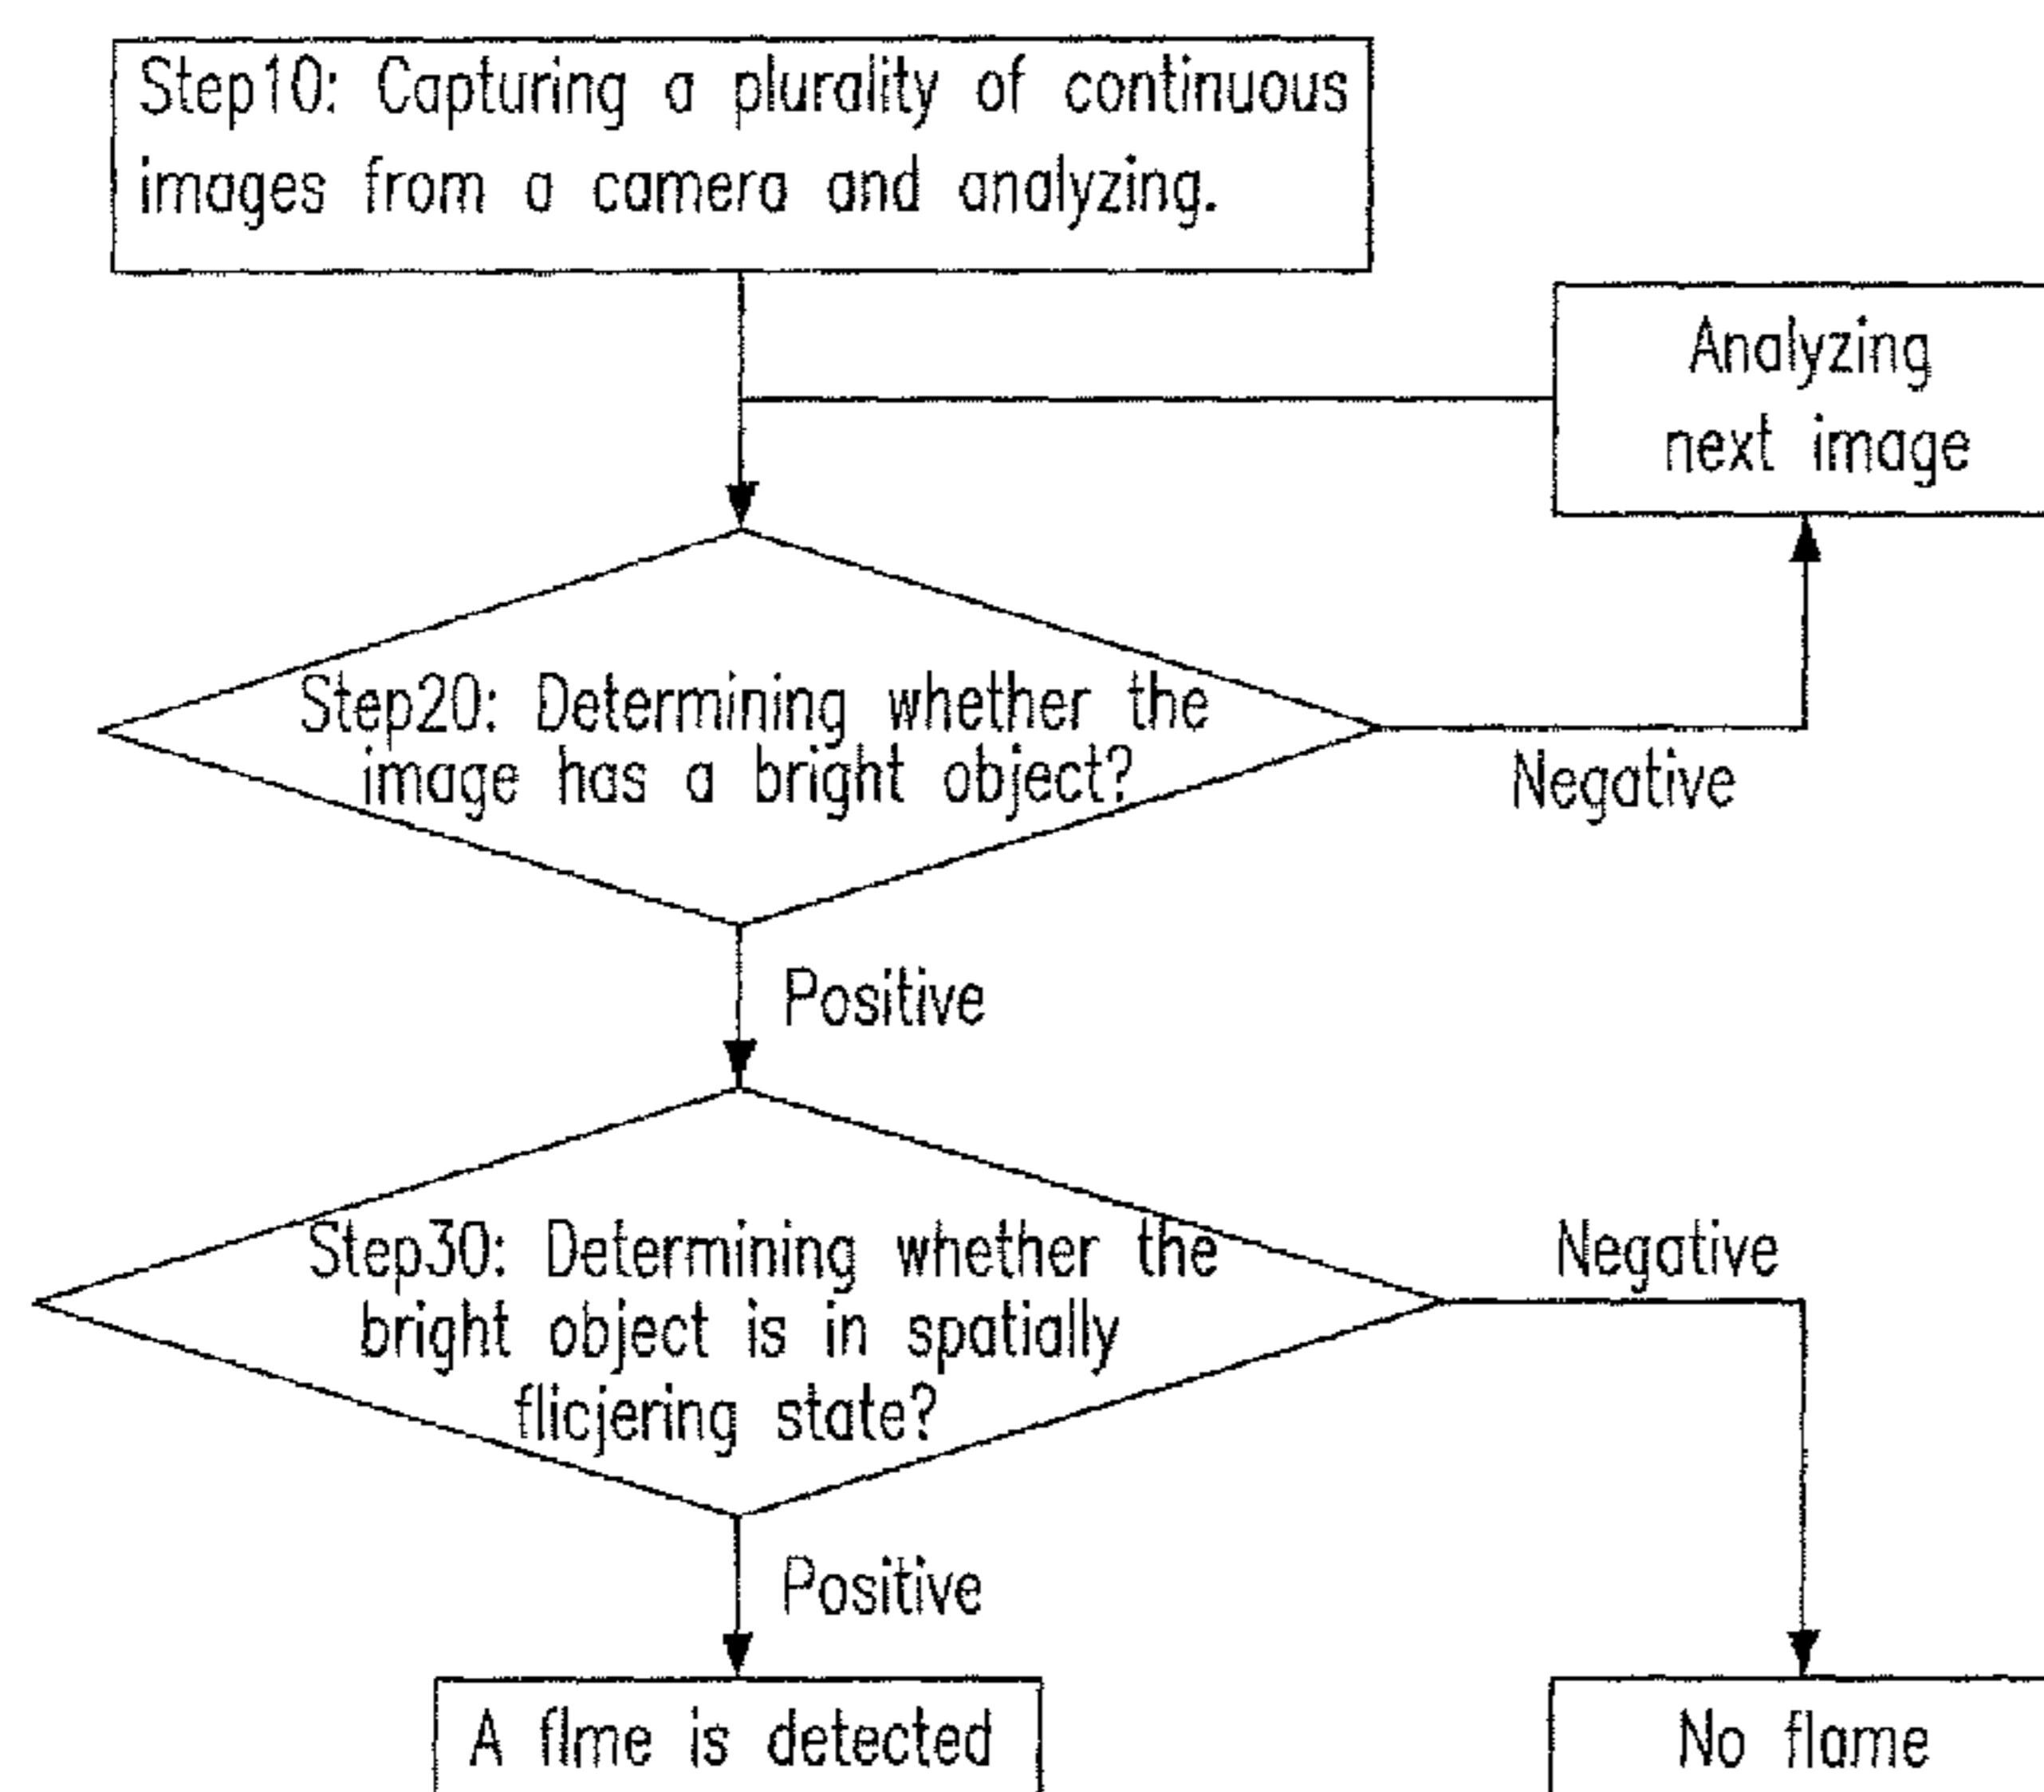 Step10: Capturing a plurality of continuous
images from a camera and analyzing.
Analyzing
next image
Step20: Determining whether the
image has a bright object?
Negative
Positive
Step30: Determining whether the
bright object is in spatially
flicjering state?
Negative
Positive
A flme is detected
No flame